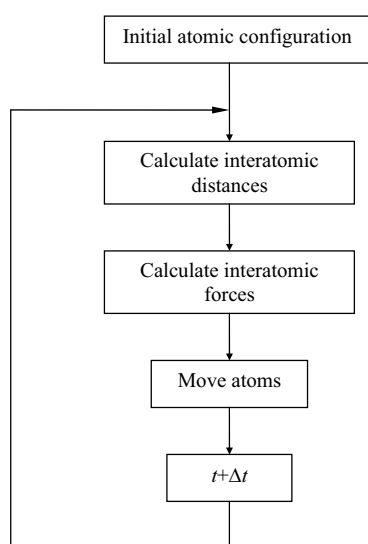 Initial atomic configuration
Calculate interatomic
distances
Calculate interatomic
forces
Move atoms
t+Δt